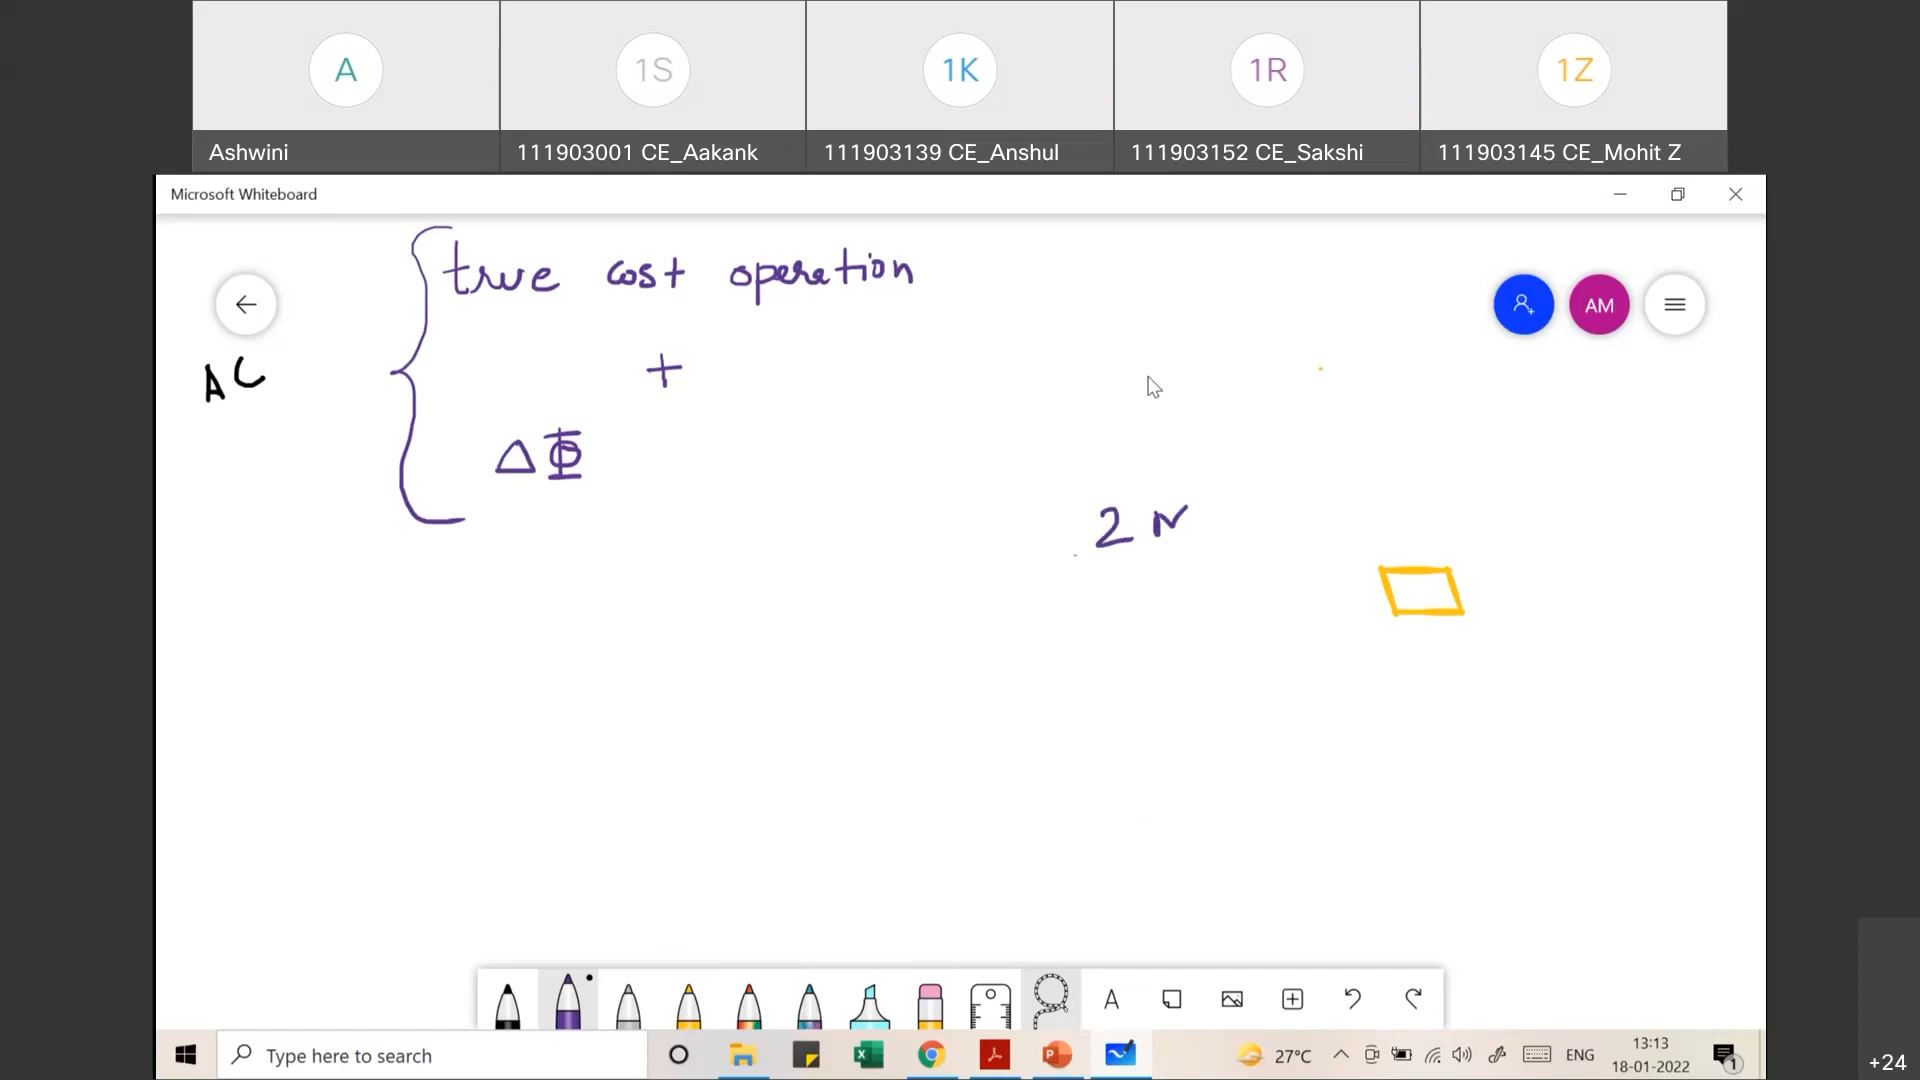 A 1S 1K 1R 1Z
Ashwini 111903001 CE_Aakank 111903139 CE_Anshul 111903152 CE_Sakshi 111903145 CE_Mohit Z
Microsoft Whiteboard
true cost operation
AM
AC
+
ΔΦ
2N
A
Type here to search
27°C
ENG
13:13
18-01-2022
1
+24